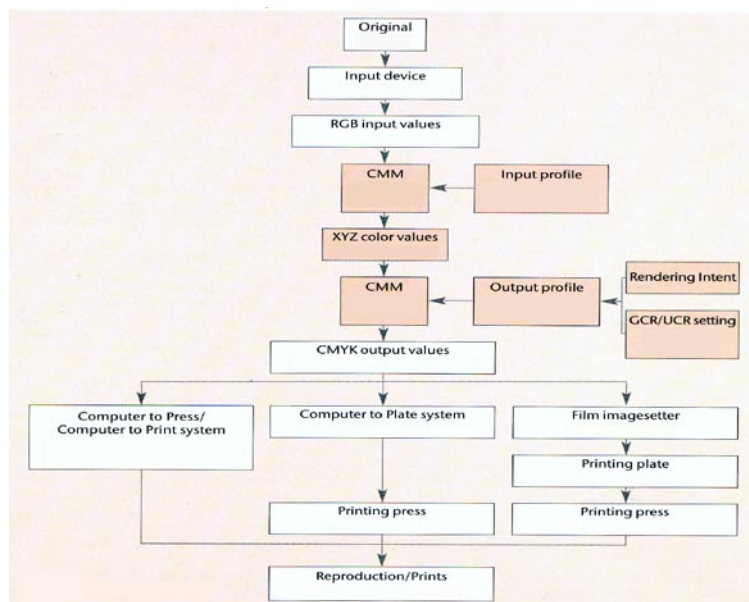 Original
Input device
RGB input values
CMM
Input profile
XYZ color values
CMM
Output profile
Rendering Intent
GCR/UCR setting
CMYK output values
Computer to Press/
Computer to Print system
Computer to Plate system
Film imagesetter
Printing plate
Printing press
Printing press
Reproduction/Prints